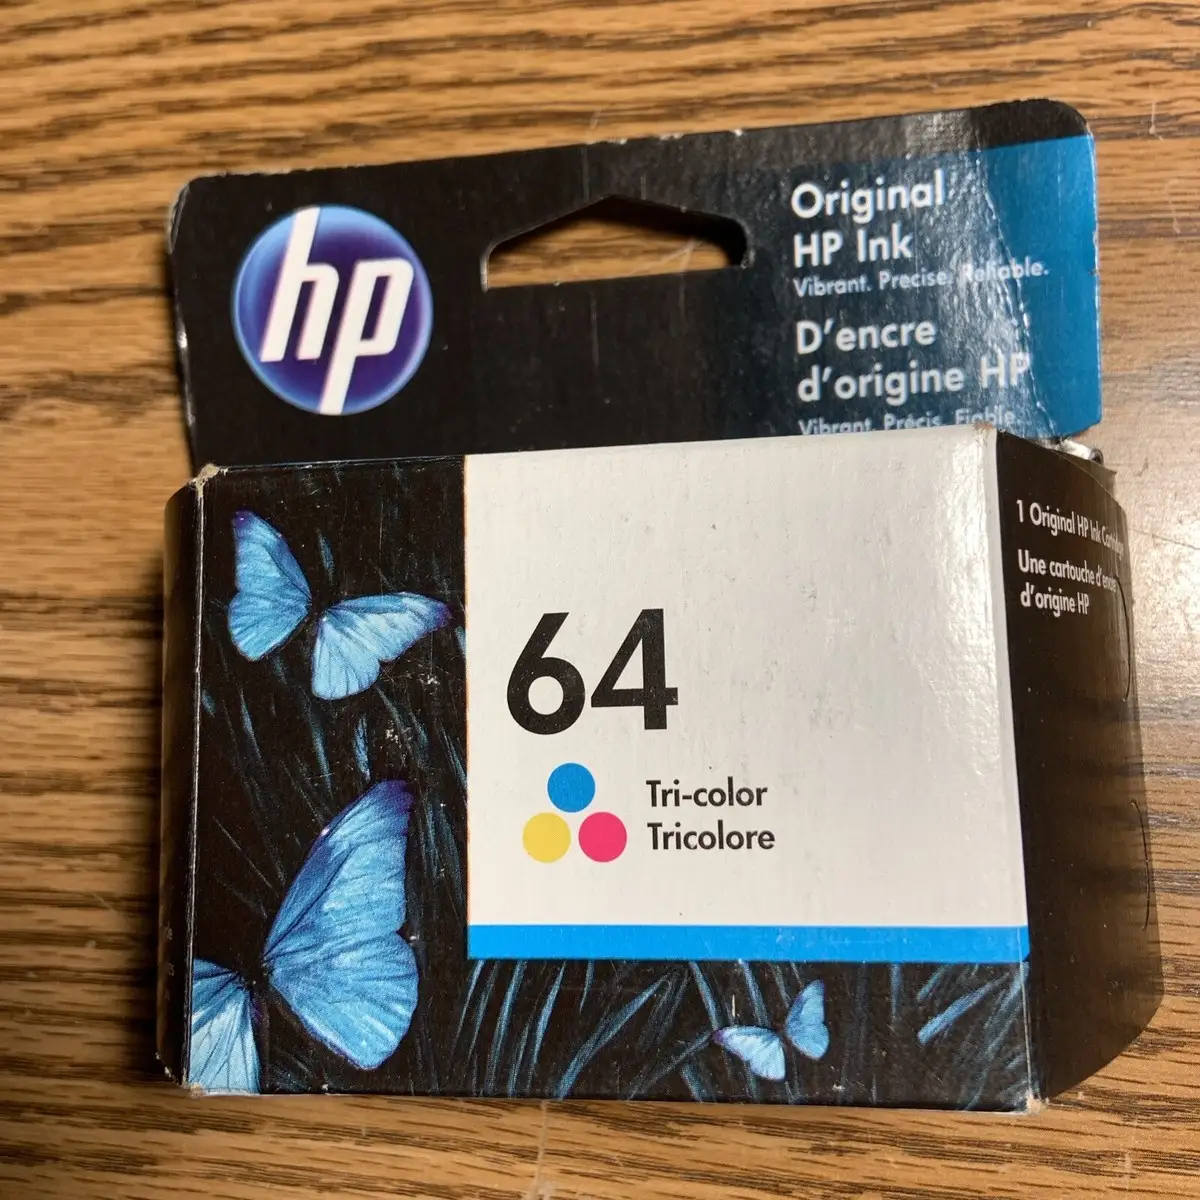 hp
Original
HP Ink
Vibrant. Precise. Reliable.
D'encre
d'origine HP
Vibrant. Précis. Fiable.
1 Original HP Ink Cartridge
Une cartouche d'encre
d'origine HP
64
Tri-color
Tricolore